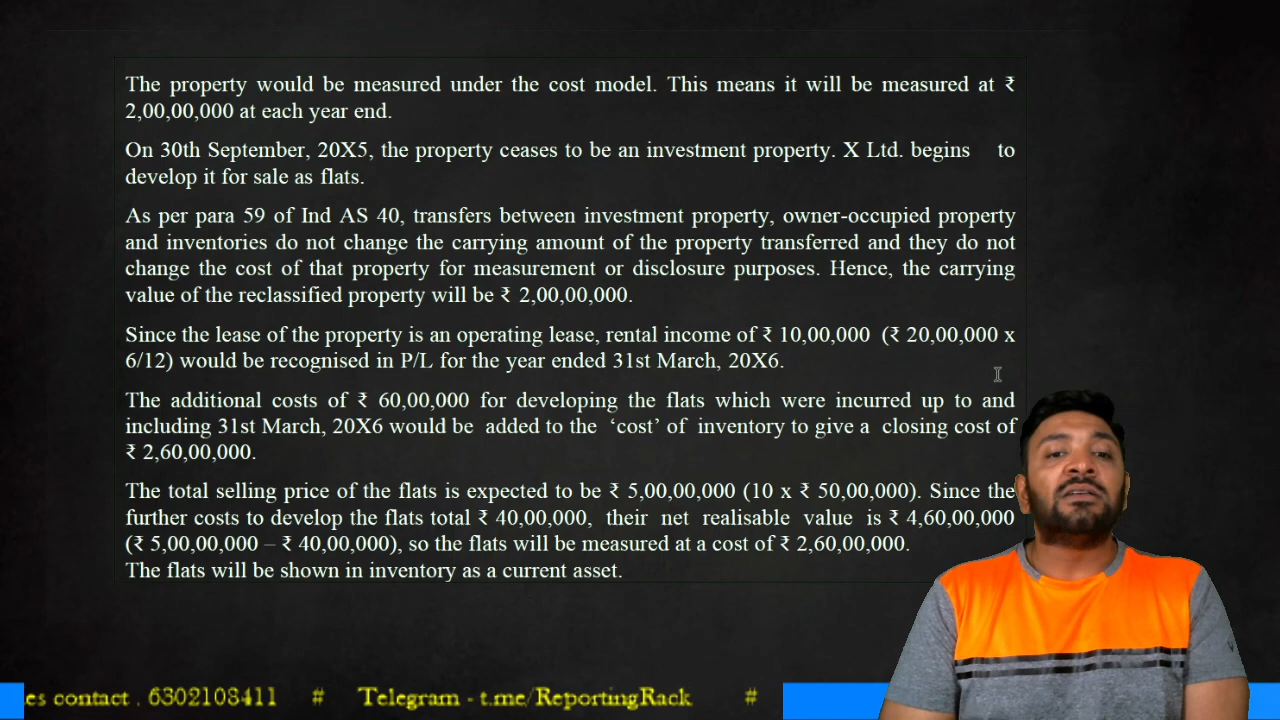 The property would be measured under the cost model. This means it will be measured at ₹
2,00,00,000 at each year end.
On 30th September, 20X5, the property ceases to be an investment property. X Ltd. begins to
develop it for sale as flats.
As per para 59 of Ind AS 40, transfers between investment property, owner-occupied property
and inventories do not change the carrying amount of the property transferred and they do not
change the cost of that property for measurement or disclosure purposes. Hence, the carrying
value of the reclassified property will be ₹ 2,00,00,000.
Since the lease of the property is an operating lease, rental income of ₹ 10,00,000 (₹ 20,00,000 x
6/12) would be recognised in P/L for the year ended 31st March, 20X6.
The additional costs of ₹ 60,00,000 for developing the flats which were incurred up to and
including 31st March, 20X6 would be added to the ‘cost’ of inventory to give a closing cost of
₹ 2,60,00,000.
The total selling price of the flats is expected to be ₹ 5,00,00,000 (10 x ₹ 50,00,000). Since the
further costs to develop the flats total ₹ 40,00,000, their net realisable value is ₹ 4,60,00,000
(₹ 5,00,00,000 – ₹ 40,00,000), so the flats will be measured at a cost of ₹ 2,60,00,000.
The flats will be shown in inventory as a current asset.
es contact . 6302108411 # Telegram - t.me/ReportingRack #